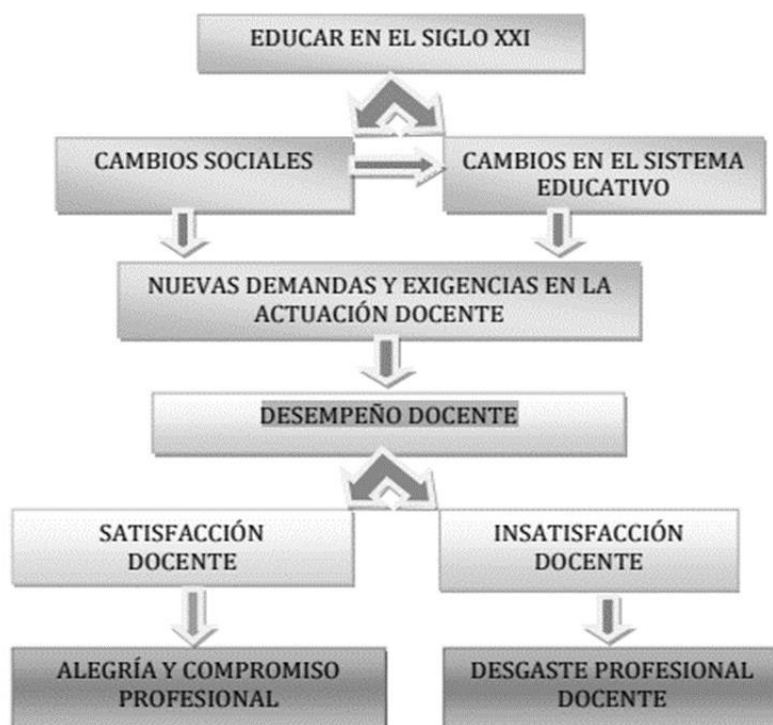 EDUCAR EN EL SIGLO XXI
CAMBIOS SOCIALES
CAMBIOS EN EL SISTEMA
EDUCATIVO
NUEVAS DEMANDAS Y EXIGENCIAS EN LA
ACTUACIÓN DOCENTE
DESEMPEÑO DOCENTE
SATISFACCIÓN
DOCENTE
INSATISFACCIÓN
DOCENTE
ALEGRÍA Y COMPROMISO
PROFESIONAL
DESGASTE PROFESIONAL
DOCENTE